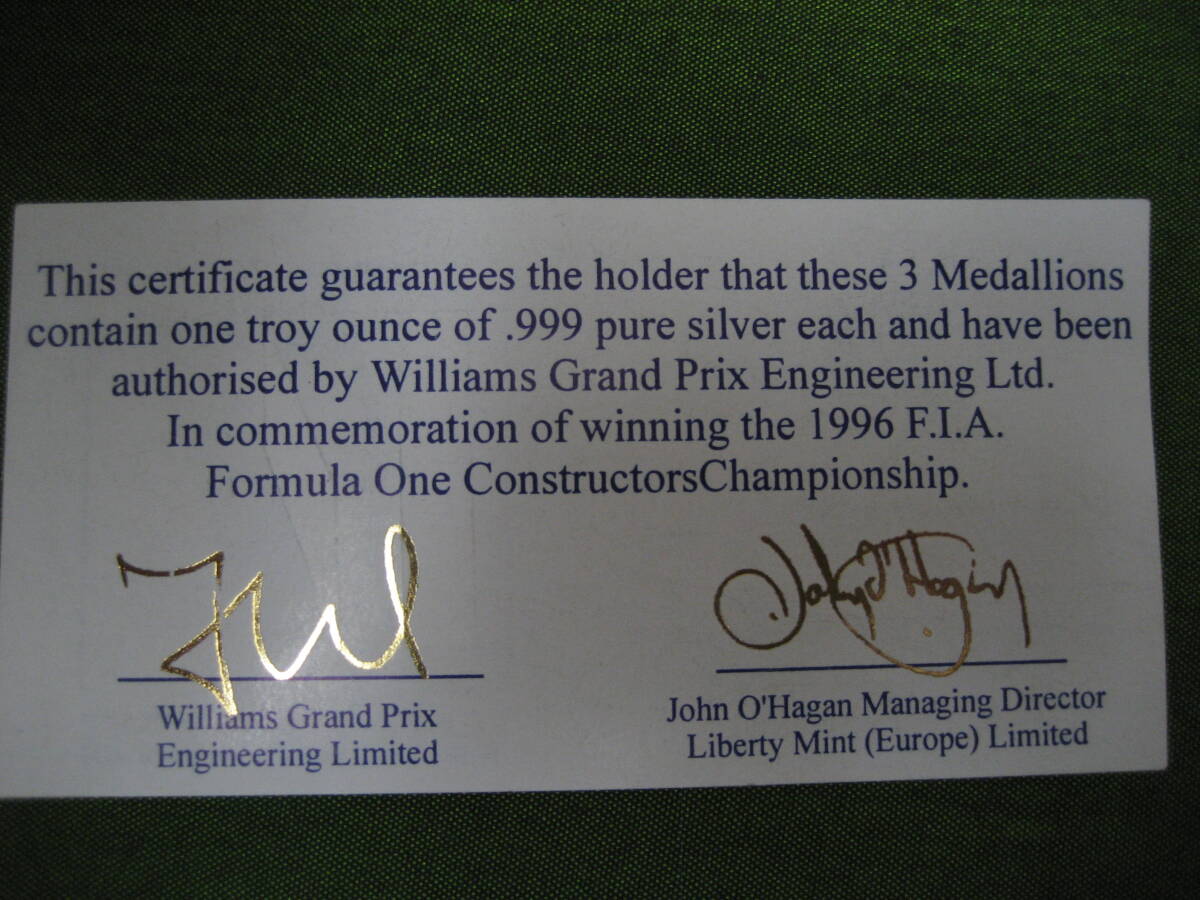 This certificate guarantees the holder that these 3 Medallions
contain one troy ounce of .999 pure silver each and have been
authorised by Williams Grand Prix Engineering Ltd.
In commemoration of winning the 1996 F.I.A.
Formula One ConstructorsChampionship.
John O'Hagan
Williams Grand Prix
Engineering Limited
John O'Hagan Managing Director
Liberty Mint (Europe) Limited